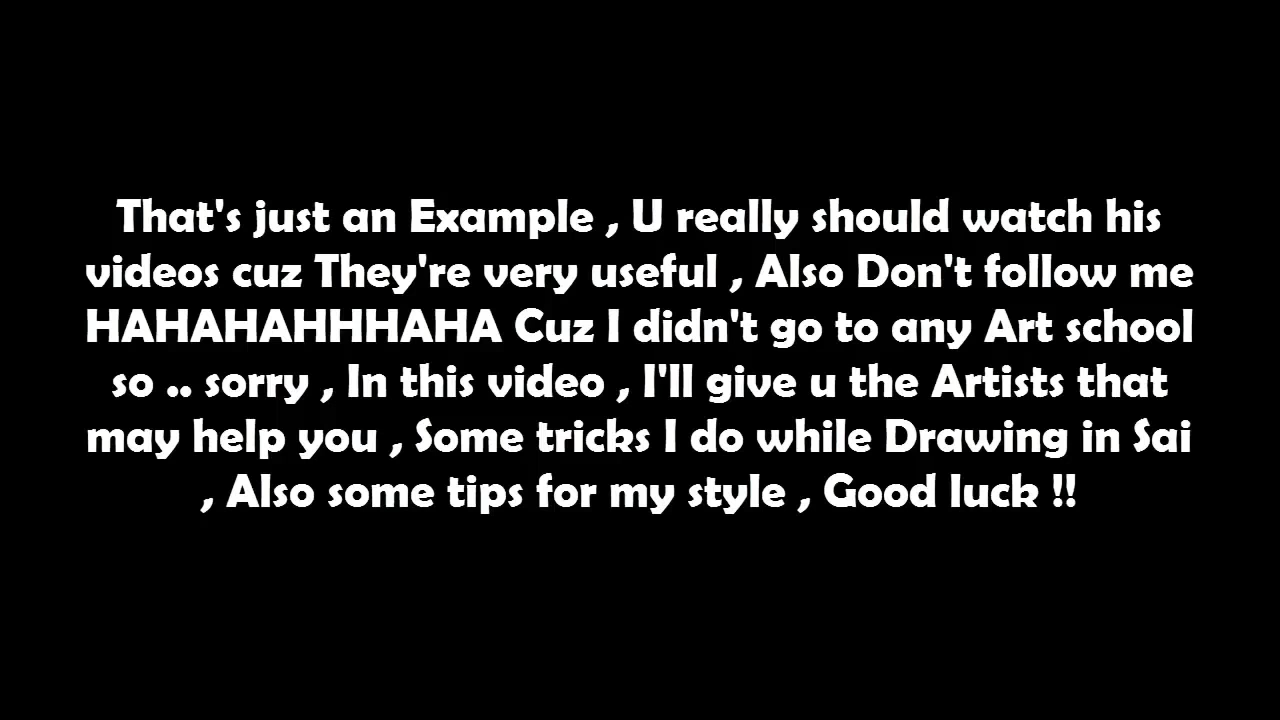 That's just an Example , U really should watch his
videos cuz They're very useful , Also Don't follow me
HAHAHAHHHAHA Cuz I didn't go to any Art school
so .. sorry , In this video , I'll give u the Artists that
may help you , Some tricks I do while Drawing in Sai
, Also some tips for my style , Good luck !!